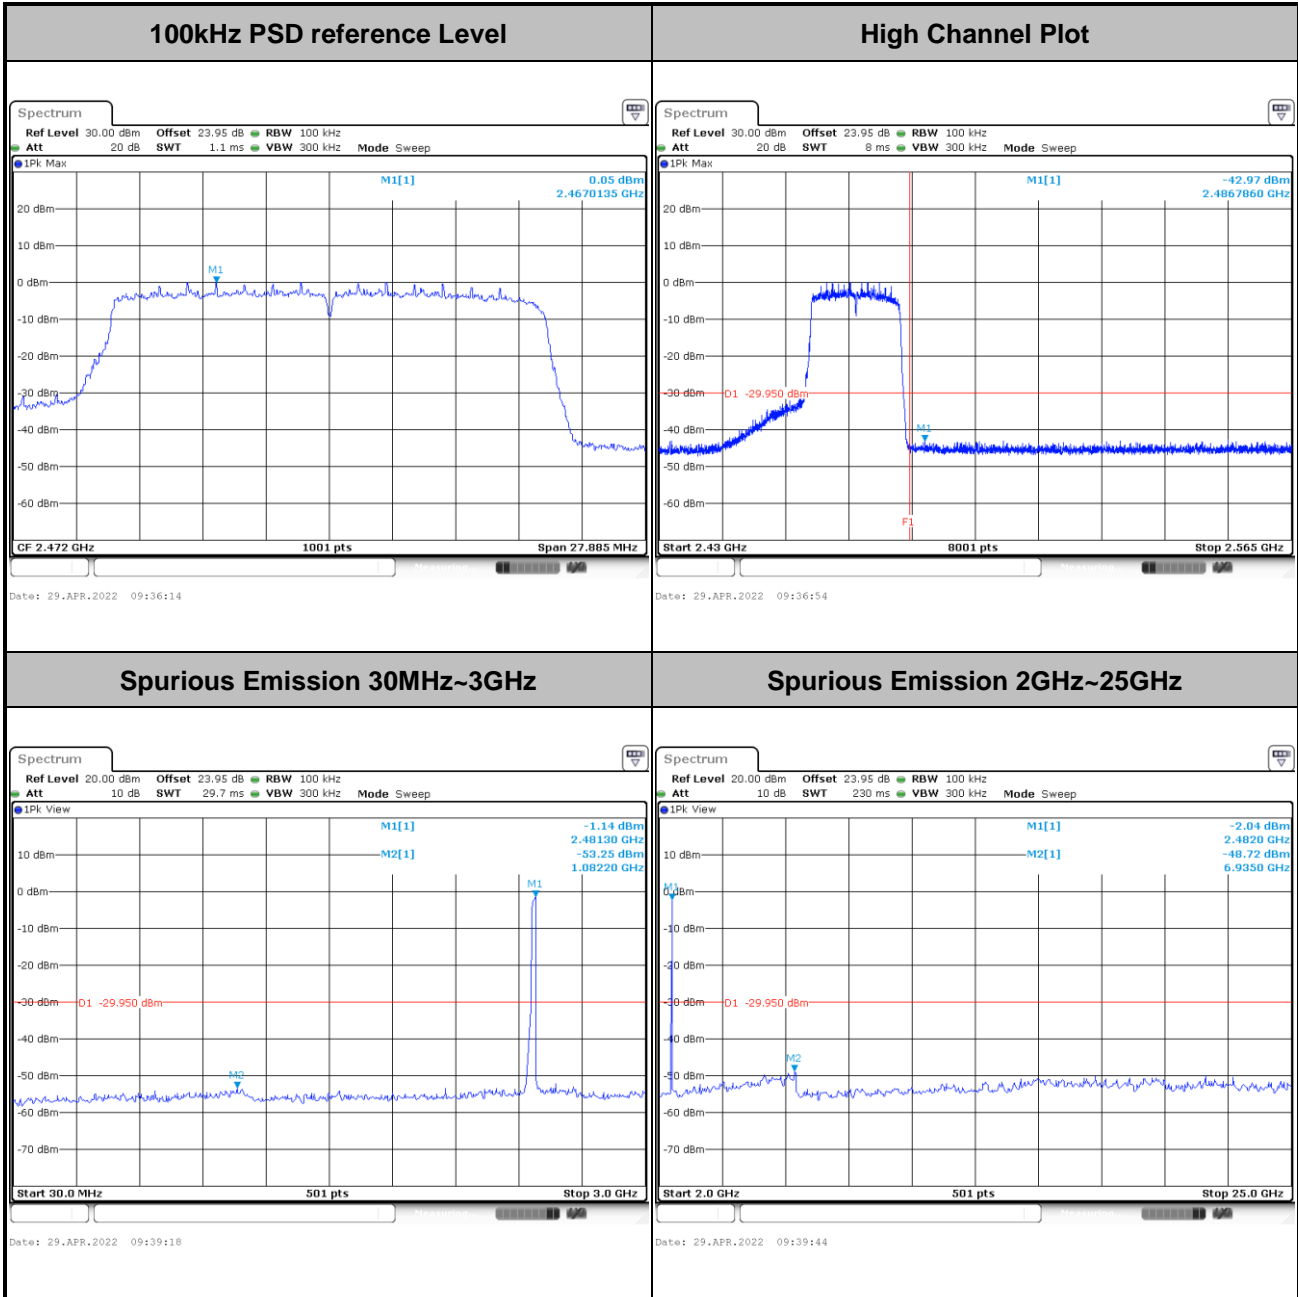 100kHz PSD reference Level
High Channel Plot
Spectrum
Ref Level 30.00 dBm Offset 23.95 dB RBW 100 kHz
Att 20 dB SWT 1.1 ms VBW 300 kHz Mode Sweep
1Pk Max
M1[1] 0.05 dBm
2.4670135 GHz
20 dBm
10 dBm
M1
0 dBm
-10 dBm
-20 dBm
-30 dBm
-40 dBm
-50 dBm
-60 dBm
CF 2.472 GHz 1001 pts Span 27.885 MHz
Measuring...
Date: 29.APR.2022 09:36:14
Spectrum
Ref Level 30.00 dBm Offset 23.95 dB RBW 100 kHz
Att 20 dB SWT 8 ms VBW 300 kHz Mode Sweep
1Pk Max
M1[1] -42.97 dBm
2.4867860 GHz
20 dBm
10 dBm
0 dBm
-10 dBm
-20 dBm
-30 dBm D1 -29.950 dBm
-40 dBm M1
-50 dBm
-60 dBm
F1
Start 2.43 GHz 8001 pts Stop 2.565 GHz
Measuring...
Date: 29.APR.2022 09:36:54
Spurious Emission 30MHz~3GHz
Spurious Emission 2GHz~25GHz
Spectrum
Ref Level 20.00 dBm Offset 23.95 dB RBW 100 kHz
Att 10 dB SWT 29.7 ms VBW 300 kHz Mode Sweep
1Pk View
M1[1] -1.14 dBm
2.48130 GHz
10 dBm M2[1] -53.25 dBm
1.08220 GHz
M1
0 dBm
-10 dBm
-20 dBm
-30 dBm D1 -29.950 dBm
-40 dBm
-50 dBm M2
-60 dBm
-70 dBm
Start 30.0 MHz 501 pts Stop 3.0 GHz
Measuring...
Date: 29.APR.2022 09:39:18
Spectrum
Ref Level 20.00 dBm Offset 23.95 dB RBW 100 kHz
Att 10 dB SWT 230 ms VBW 300 kHz Mode Sweep
1Pk View
M1[1] -2.04 dBm
2.4820 GHz
10 dBm M2[1] -48.72 dBm
6.9350 GHz
M1
0 dBm
-10 dBm
-20 dBm
-30 dBm D1 -29.950 dBm
-40 dBm
M2
-50 dBm
-60 dBm
-70 dBm
Start 2.0 GHz 501 pts Stop 25.0 GHz
Measuring...
Date: 29.APR.2022 09:39:44